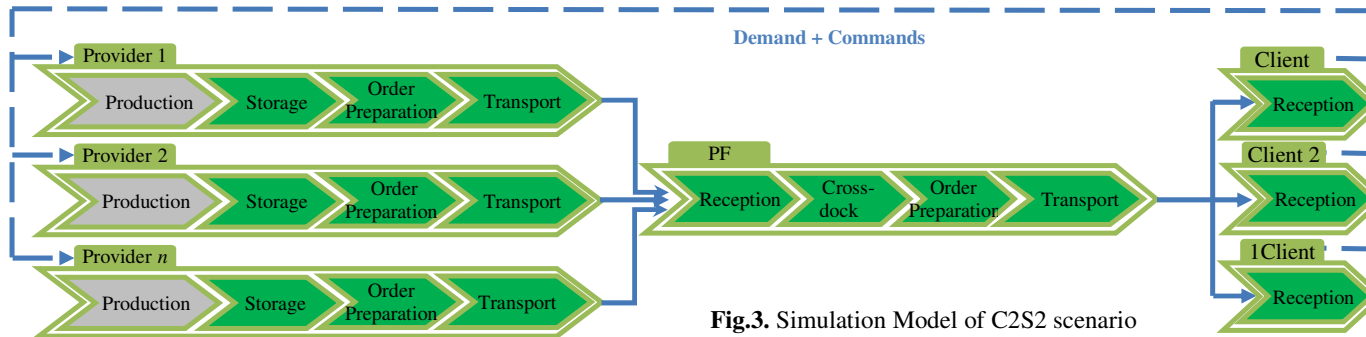 Demand + Commands
Provider 1
Production
Storage
Order
Preparation
Transport
Provider 2
Production
Storage
Order
Preparation
Transport
Provider n
Production
Storage
Order
Preparation
Transport
PF
Reception
Cross-
dock
Order
Preparation
Transport
Client
Reception
Client 2
Reception
1Client
Reception
Fig.3. Simulation Model of C2S2 scenario